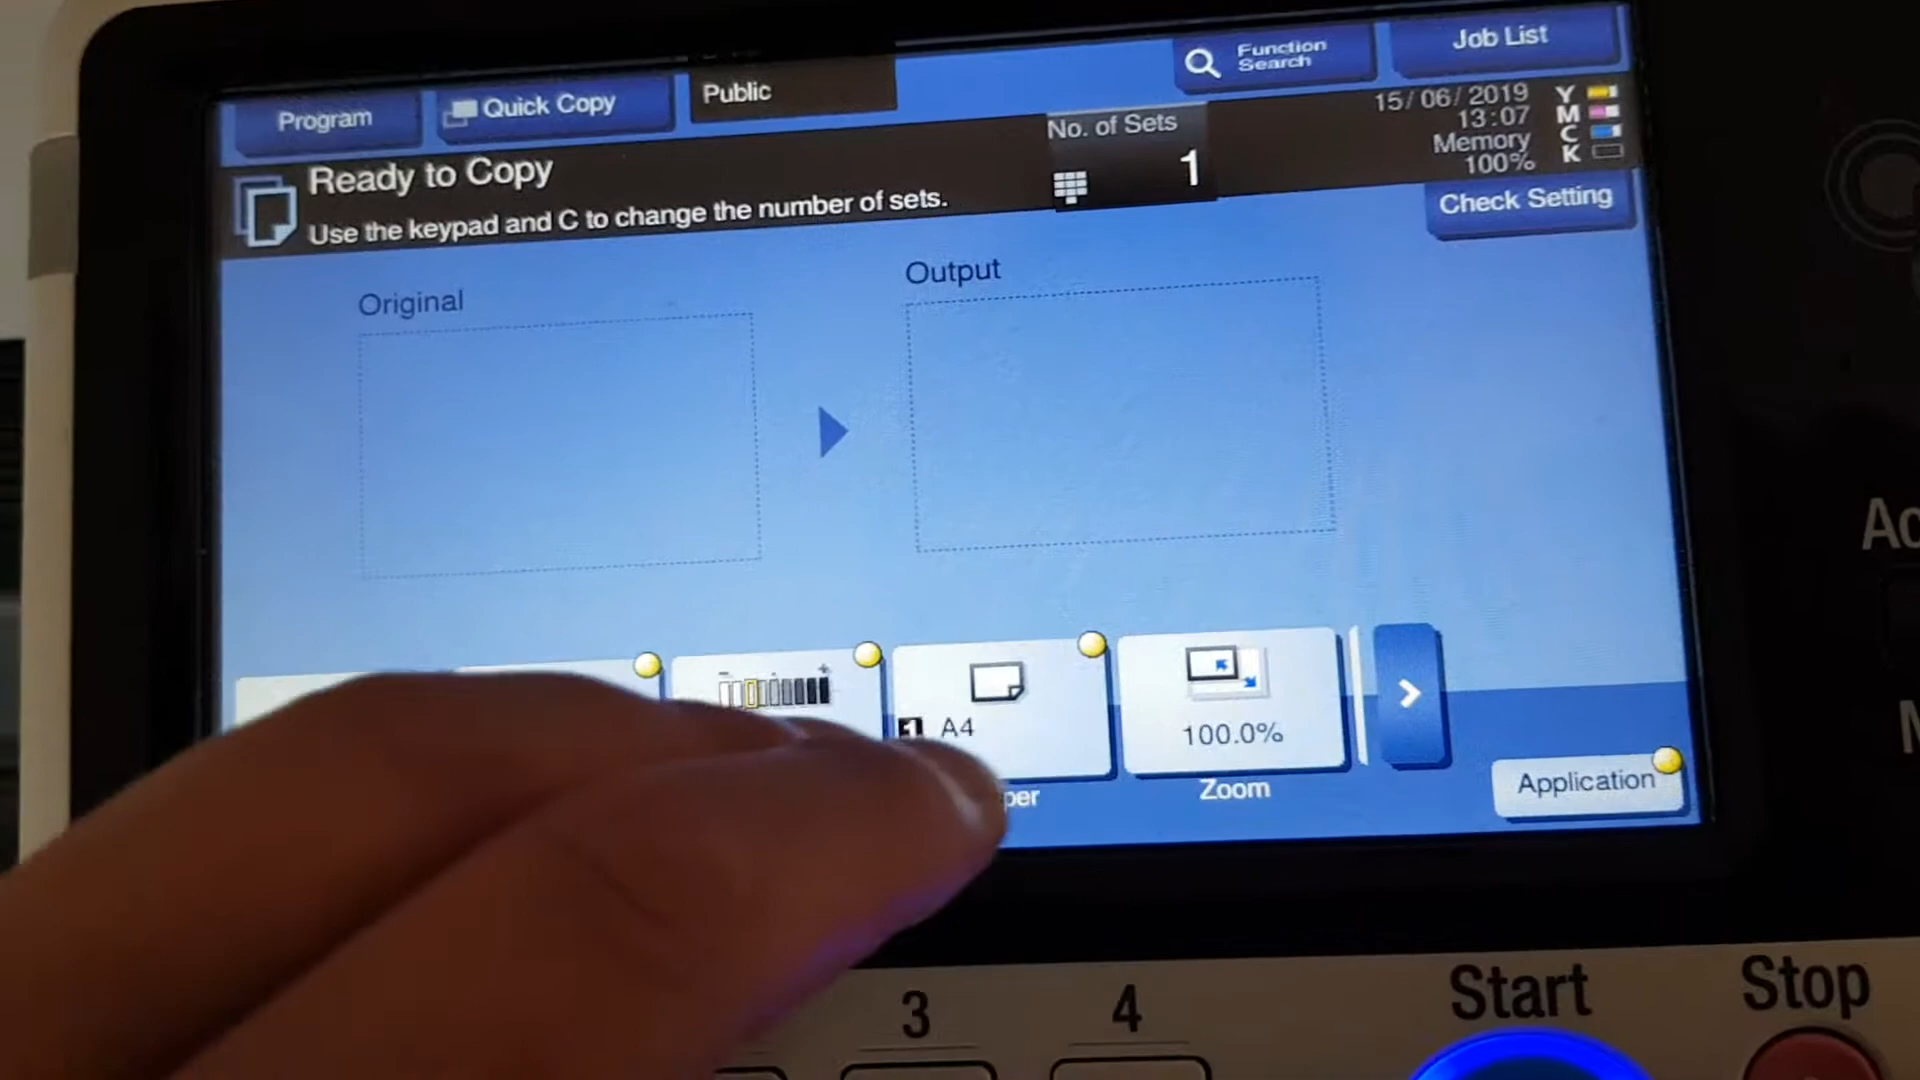 Program
Quick Copy
Public
Function
Search
Job List
Ready to Copy
Use the keypad and C to change the number of sets.
No. of Sets
1
15/06/2019
13:07
Memory
100%
Y
M
C
K
Check Setting
Original
Output
1 A4
100.0%
Zoom
Application
3
4
Start
Stop